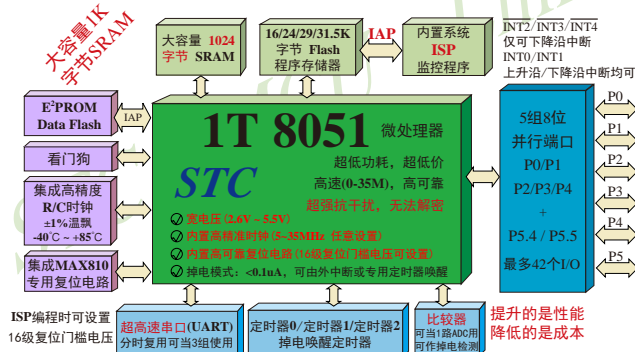 大容量1K
字节SRAM
大容量 1024
字节 SRAM
16/24/29/31.5K
字节 Flash
程序存储器
IAP
内置系统
ISP
监控程序
INT2/INT3/INT4
仅可下降沿中断
INT0/INT1
上升沿/下降沿中断均可
E²PROM
Data Flash
IAP
看门狗
集成高精度
R/C时钟
±1%温飘
-40℃ ~ +85℃
集成MAX810
专用复位电路
1T 8051 微处理器
STC
超低功耗，超低价
高速(0-35M)，高可靠
超强抗干扰，无法解密
宽电压(2.6V ~ 5.5V)
内置高精准时钟(5~35MHz 任意设置)
内置高可靠复位电路(16级复位门槛电压可设置)
掉电模式：<0.1uA，可由外中断或专用定时器唤醒
5组8位
并行端口
P0/P1
P2/P3/P4
+
P5.4 / P5.5
最多42个I/O
P0
P1
P2
P3
P4
P5
ISP编程时可设置
16级复位门槛电压
超高速串口(UART)
分时复用可当3组使用
定时器0/定时器1/定时器2
掉电唤醒定时器
比较器
可当1路ADC用
可作掉电检测
提升的是性能
降低的是成本